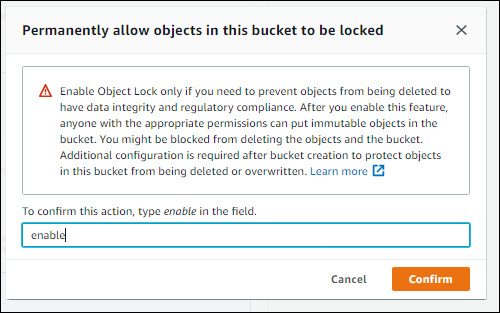 Permanently allow objects in this bucket to be locked
Enable Object Lock only if you need to prevent objects from being deleted to
have data integrity and regulatory compliance. After you enable this feature,
anyone with the appropriate permissions can put immutable objects in the
bucket. You might be blocked from deleting the objects and the bucket.
Additional configuration is required after bucket creation to protect objects
in this bucket from being deleted or overwritten. Learn more
To confirm this action, type enable in the field.
enable
Cancel Confirm